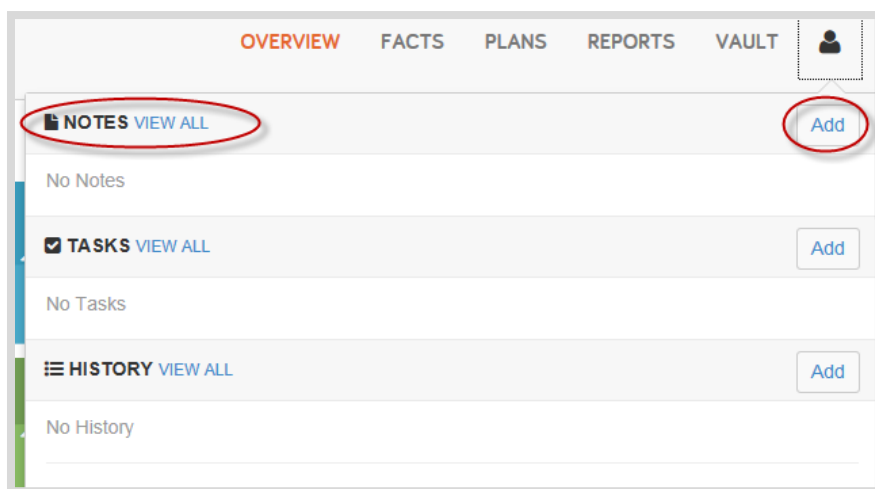 OVERVIEW FACTS PLANS REPORTS VAULT
NOTES VIEW ALL Add
No Notes
TASKS VIEW ALL Add
No Tasks
HISTORY VIEW ALL Add
No History